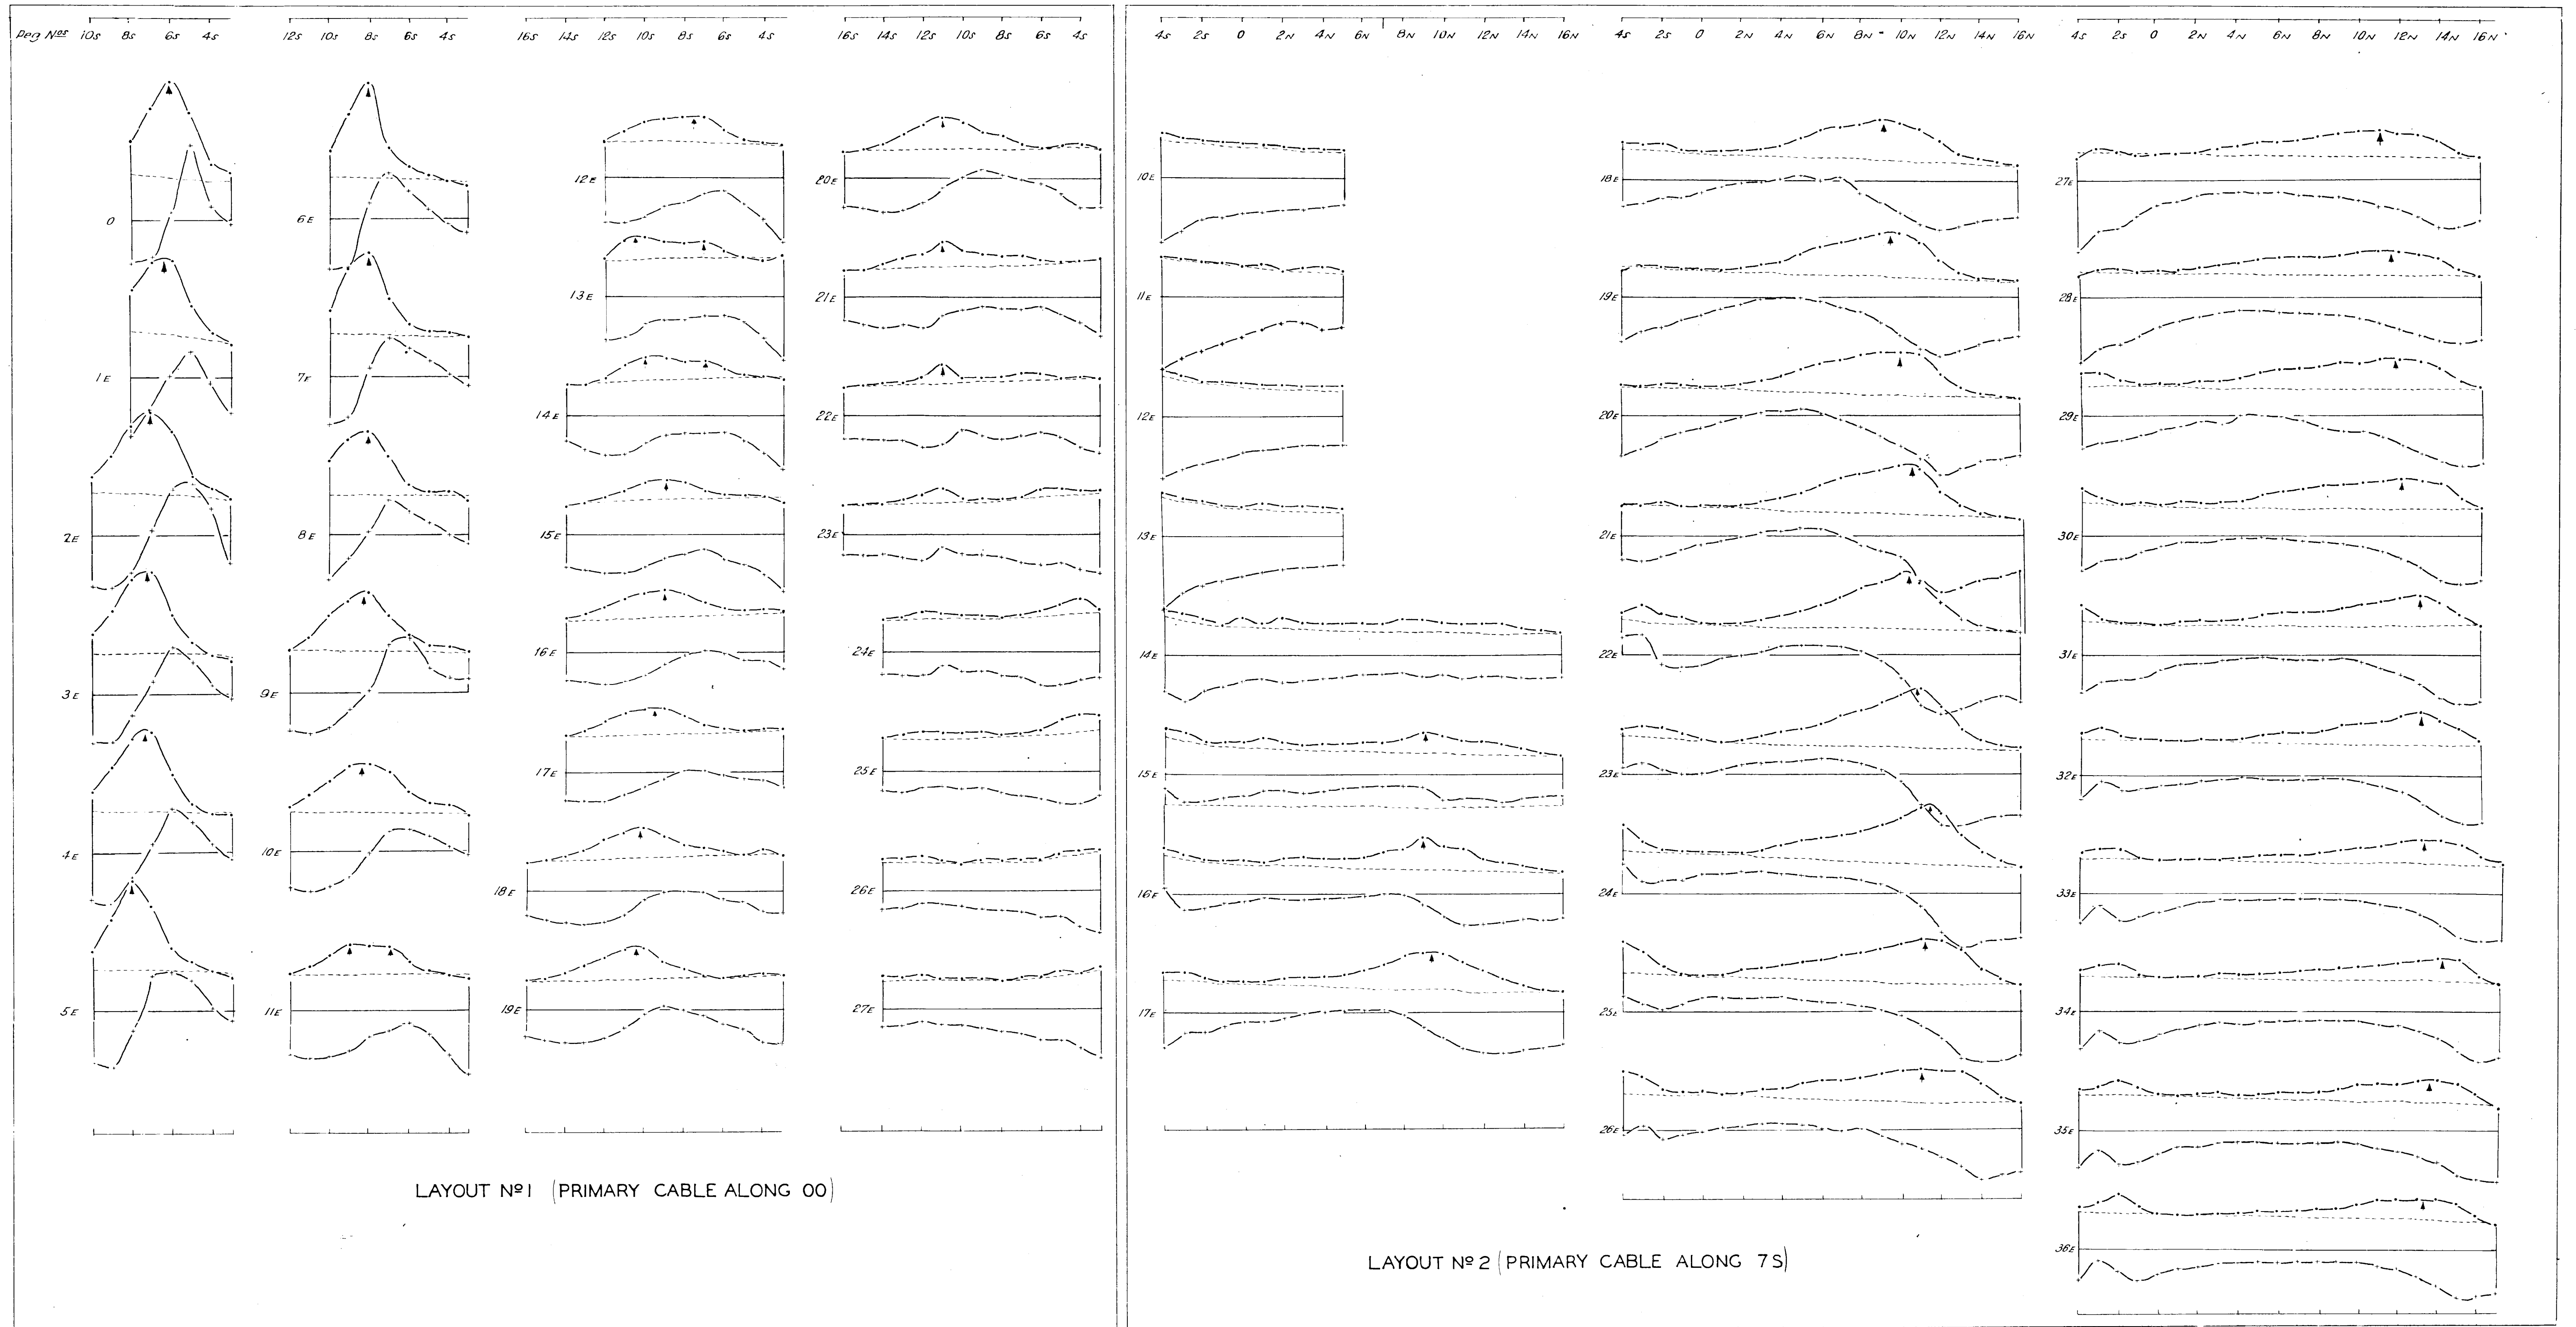 Peg Nos 10s 8s 6s 4s 12s 10s 8s 6s 4s 16s 14s 12s 10s 8s 6s 4s 16s 14s 12s 10s 8s 6s 4s 4s 2s 0 2N 4N 6N 8N 10N 12N 14N 16N 4s 2s 0 2N 4N 6N 8N 10N 12N 14N 16N 4s 2s 0 2N 4N 6N 8N 10N 12N 14N 16N
0
1E
2E
3E
4E
5E
6E
7E
8E
9E
10E
11E
12E
13E
14E
15E
16E
17E
18E
19E
20E
21E
22E
23E
24E
25E
26E
27E
LAYOUT Nº 1 (PRIMARY CABLE ALONG 00)
10E
11E
12E
13E
14E
15E
16E
17E
18E
19E
20E
21E
22E
23E
24E
25E
26E
27E
28E
29E
30E
31E
32E
33E
34E
35E
36E
LAYOUT Nº 2 (PRIMARY CABLE ALONG 7S)